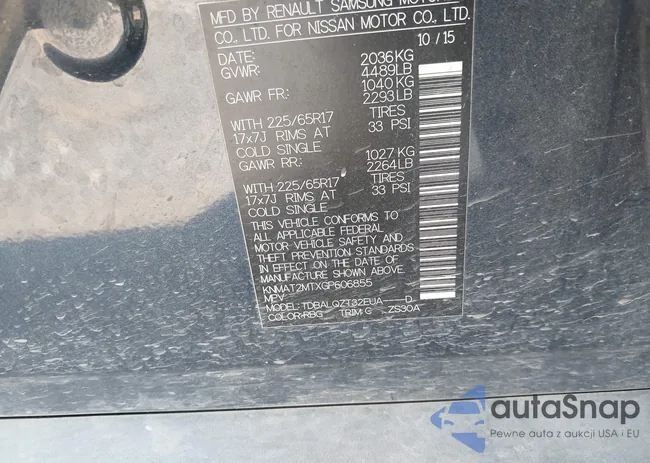 MFD BY RENAULT SAMSUNG MOTORS
CO. LTD. FOR NISSAN MOTOR CO. LTD.
DATE: 10/15
GVWR: 2036KG
4489LB
GAWR FR: 1040KG
2293LB
WITH 225/65R17 TIRES
17x7J RIMS AT 33 PSI
COLD SINGLE
GAWR RR: 1027KG
2264LB
WITH 225/65R17 TIRES
17x7J RIMS AT 33 PSI
COLD SINGLE
THIS VEHICLE CONFORMS TO
ALL APPLICABLE FEDERAL
MOTOR VEHICLE SAFETY AND
THEFT PREVENTION STANDARDS
IN EFFECT ON THE DATE OF
MANUFACTURE SHOWN ABOVE.
KNMAT2MTXGP606855
MPV
MODEL: TDBALQZT32EUA---D-
COLOR-RBG TRIM: G ZS30A
autaSnap
Pewne auta z aukcji USA i EU